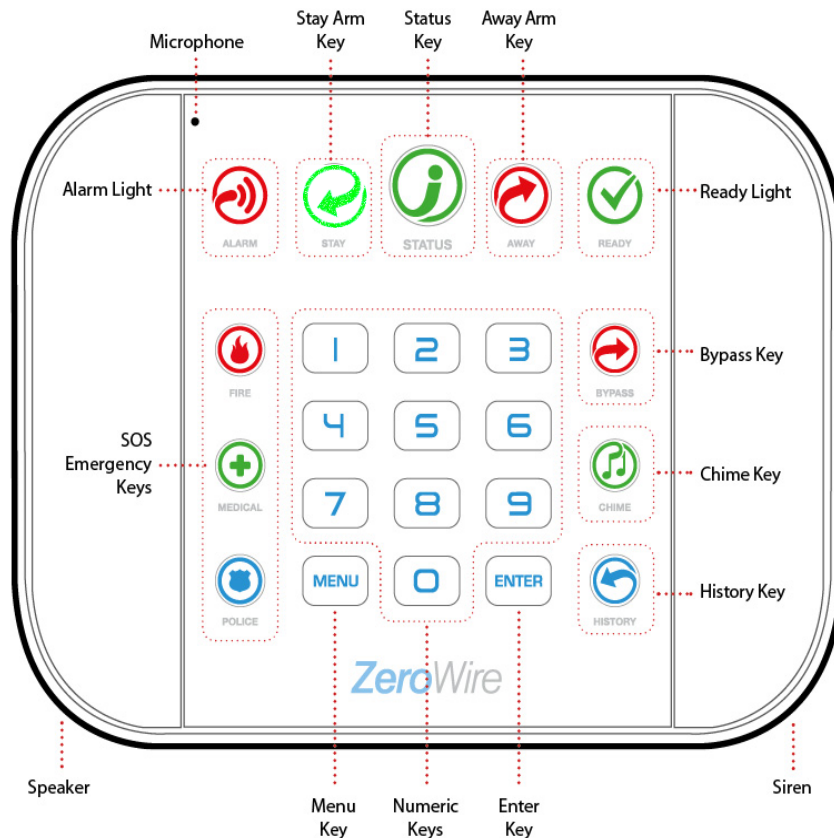 Stay Arm
Key
Status
Key
Away Arm
Key
Microphone
Alarm Light
ALARM
STAY
STATUS
AWAY
READY
Ready Light
FIRE
1
2
3
BYPASS
Bypass Key
SOS
Emergency
Keys
MEDICAL
4
5
6
CHIME
Chime Key
7
8
9
POLICE
MENU
0
ENTER
HISTORY
History Key
ZeroWire
Speaker
Menu
Key
Numeric
Keys
Enter
Key
Siren